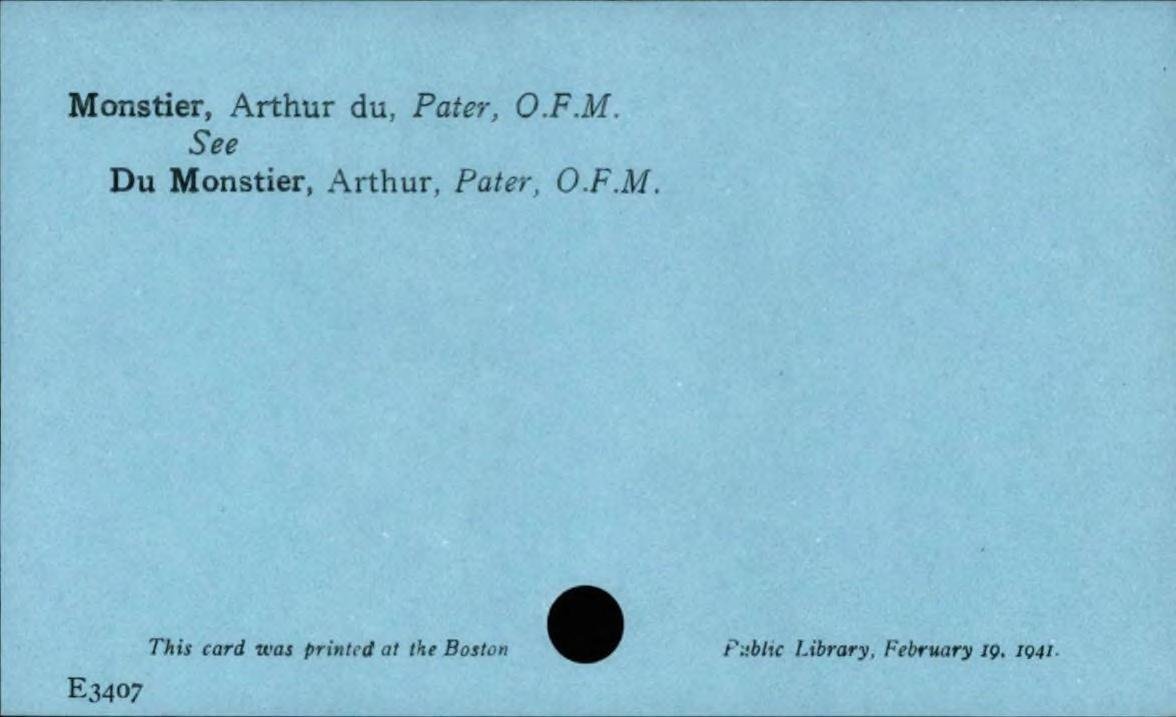 Monstier, Arthur du, Pater, O.F.M.
See
Du Monstier, Arthur, Pater, O.F.M.
This card was printed at the Boston Public Library, February 19, 1941.
E3407